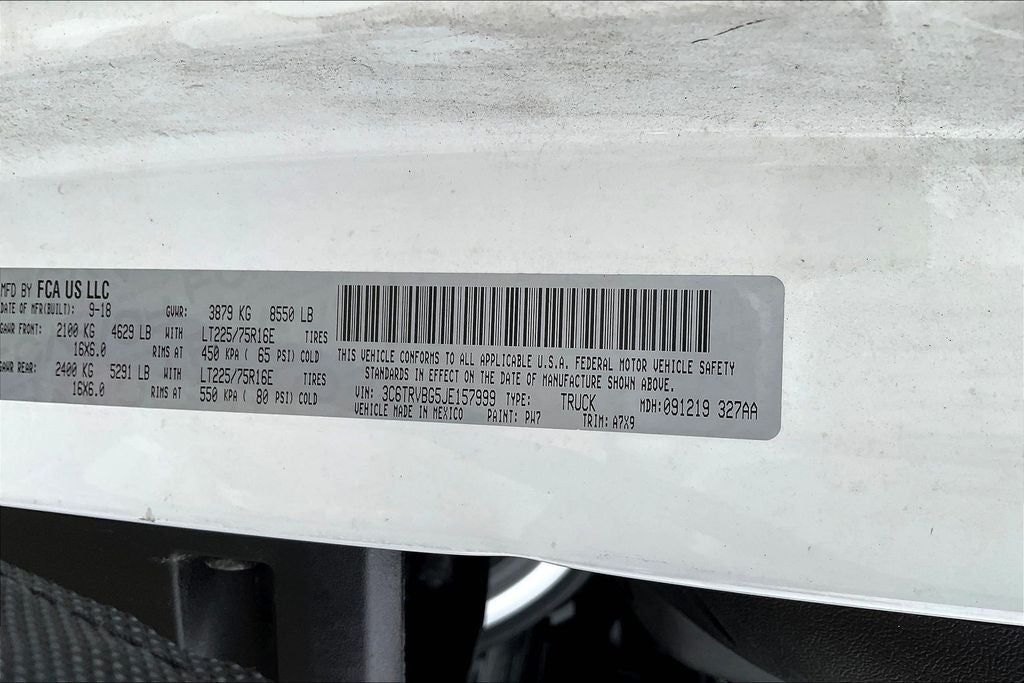 MFD BY FCA US LLC
DATE OF MFR(BUILT): 9-18 GVWR: 3879 KG 8550 LB
GAWR FRONT: 2100 KG 4629 LB WITH LT225/75R16E TIRES
16X6.0 RIMS AT 450 KPA ( 65 PSI) COLD
GAWR REAR: 2400 KG 5291 LB WITH LT225/75R16E TIRES
16X6.0 RIMS AT 550 KPA ( 80 PSI) COLD
THIS VEHICLE CONFORMS TO ALL APPLICABLE U.S.A. FEDERAL MOTOR VEHICLE SAFETY
STANDARDS IN EFFECT ON THE DATE OF MANUFACTURE SHOWN ABOVE.
VIN: 3C6TRVBG5JE157999 TYPE: TRUCK MDH:091219 327AA
VEHICLE MADE IN MEXICO PAINT: PW7 TRIM: A7X9